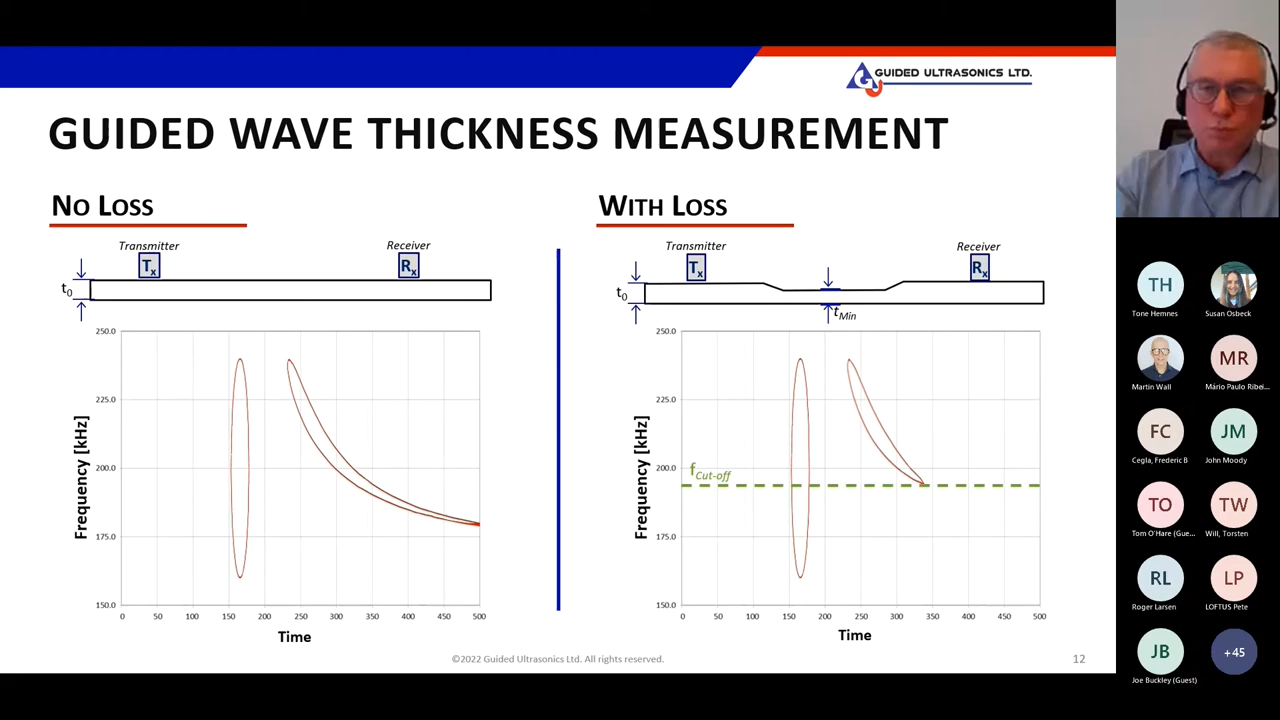 GUIDED ULTRASONICS LTD.
GUIDED WAVE THICKNESS MEASUREMENT
NO LOSS
Transmitter
Receiver
Tx
Rx
t0
Frequency [kHz]
250.0
225.0
200.0
175.0
150.0
0 50 100 150 200 250 300 350 400 450 500
Time
WITH LOSS
Transmitter
Receiver
Tx
Rx
t0
tMin
Frequency [kHz]
250.0
225.0
200.0
175.0
150.0
fCut-off
0 50 100 150 200 250 300 350 400 450 500
Time
©2022 Guided Ultrasonics Ltd. All rights reserved.
12
TH
Tone Hemnes
Susan Osbeck
Martin Wall
MR
Mário Paulo Ribei...
FC
Cegla, Frederic B
JM
John Moody
TO
Tom O'Hare (Gue...
TW
Will, Torsten
RL
Roger Larsen
LP
LOFTUS Pete
JB
Joe Buckley (Guest)
+45